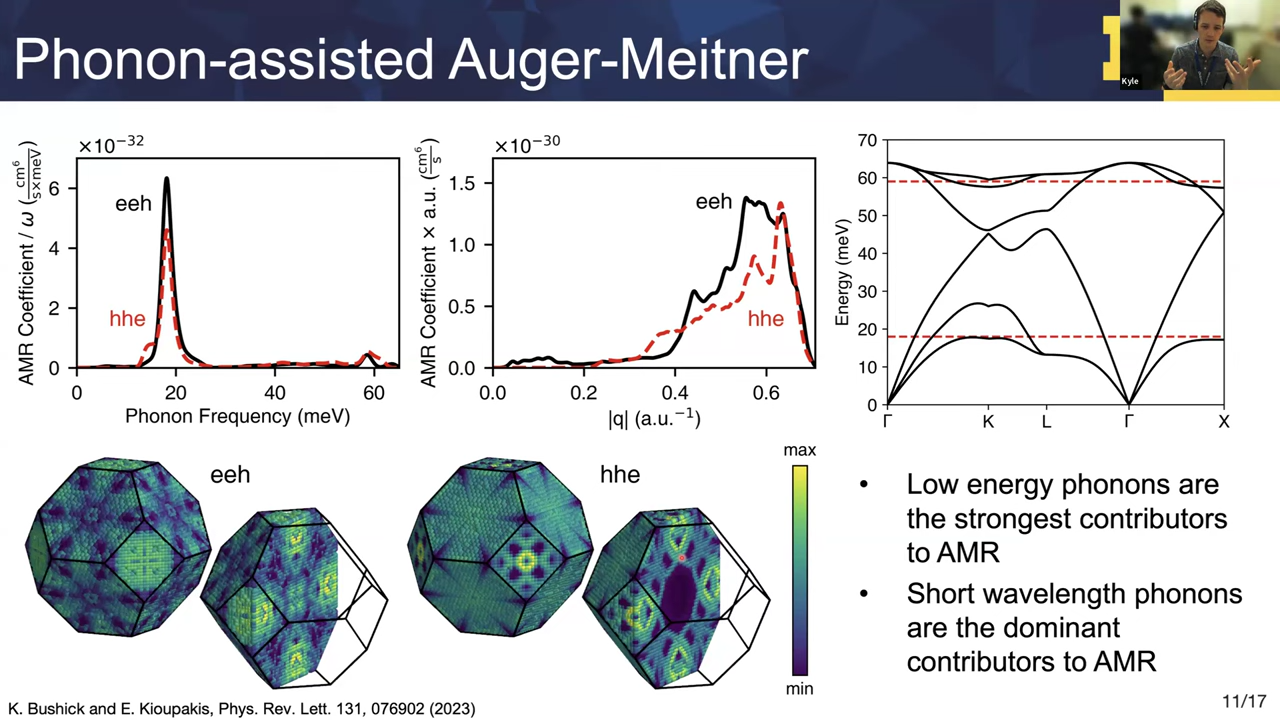 Phonon-assisted Auger-Meitner
Kyle
×10⁻³²
AMR Coefficient / ω (cm⁶/s×meV)
6
4
2
0
eeh
hhe
0
20
40
60
Phonon Frequency (meV)
×10⁻³⁰
AMR Coefficient × a.u. (cm⁶/s)
1.5
1.0
0.5
0.0
eeh
hhe
0.0
0.2
0.4
0.6
|q| (a.u.⁻¹)
Energy (meV)
70
60
50
40
30
20
10
0
Γ
K
L
Γ
X
eeh
hhe
max
min
• Low energy phonons are
the strongest contributors
to AMR
• Short wavelength phonons
are the dominant
contributors to AMR
K. Bushick and E. Kioupakis, Phys. Rev. Lett. 131, 076902 (2023)
11/17